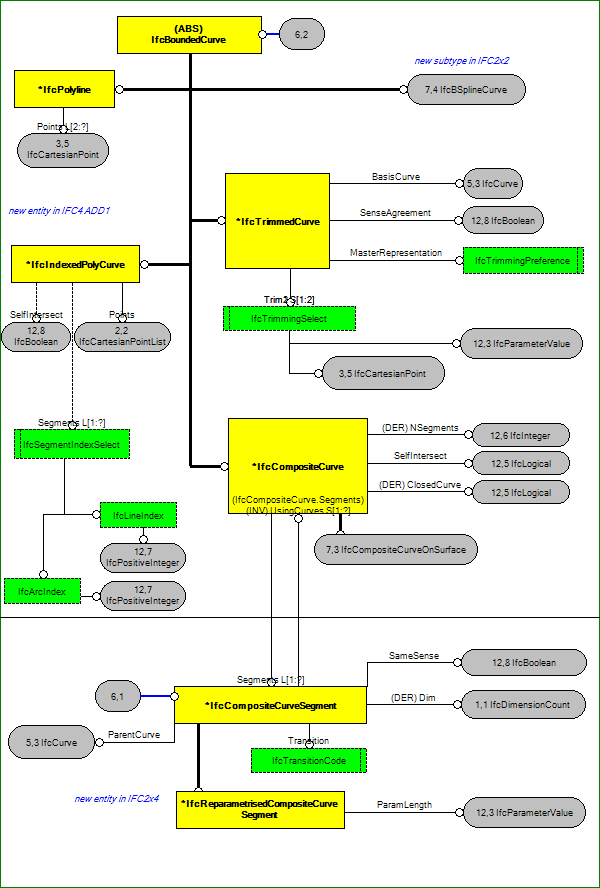 (ABS)
IfcBoundedCurve
6,2
new subtype in IFC2x2
*IfcPolyline
7,4 IfcBSplineCurve
Points L[2:?]
3,5
IfcCartesianPoint
BasisCurve
5,3 IfcCurve
new entity in IFC4 ADD1
SenseAgreement
12,8 IfcBoolean
*IfcTrimmedCurve
MasterRepresentation
IfcTrimmingPreference
*IfcIndexedPolyCurve
Trim2 S[1:2]
IfcTrimmingSelect
SelfIntersect
Points
12,8
IfcBoolean
2,2
IfcCartesianPointList
12,3 IfcParameterValue
3,5 IfcCartesianPoint
Segments L[1:?]
IfcSegmentIndexSelect
(DER) NSegments
12,6 IfcInteger
SelfIntersect
12,5 IfcLogical
*IfcCompositeCurve
(DER) ClosedCurve
12,5 IfcLogical
(IfcCompositeCurve.Segments)
(INV) UsingCurves S[1:?]
IfcLineIndex
7,3 IfcCompositeCurveOnSurface
12,7
IfcPositiveInteger
IfcArcIndex
12,7
IfcPositiveInteger
SameSense
12,8 IfcBoolean
Segments L[1:?]
6,1
*IfcCompositeCurveSegment
(DER) Dim
1,1 IfcDimensionCount
5,3 IfcCurve
ParentCurve
Transition
IfcTransitionCode
new entity in IFC2x4
*IfcReparametrisedCompositeCurve
Segment
ParamLength
12,3 IfcParameterValue